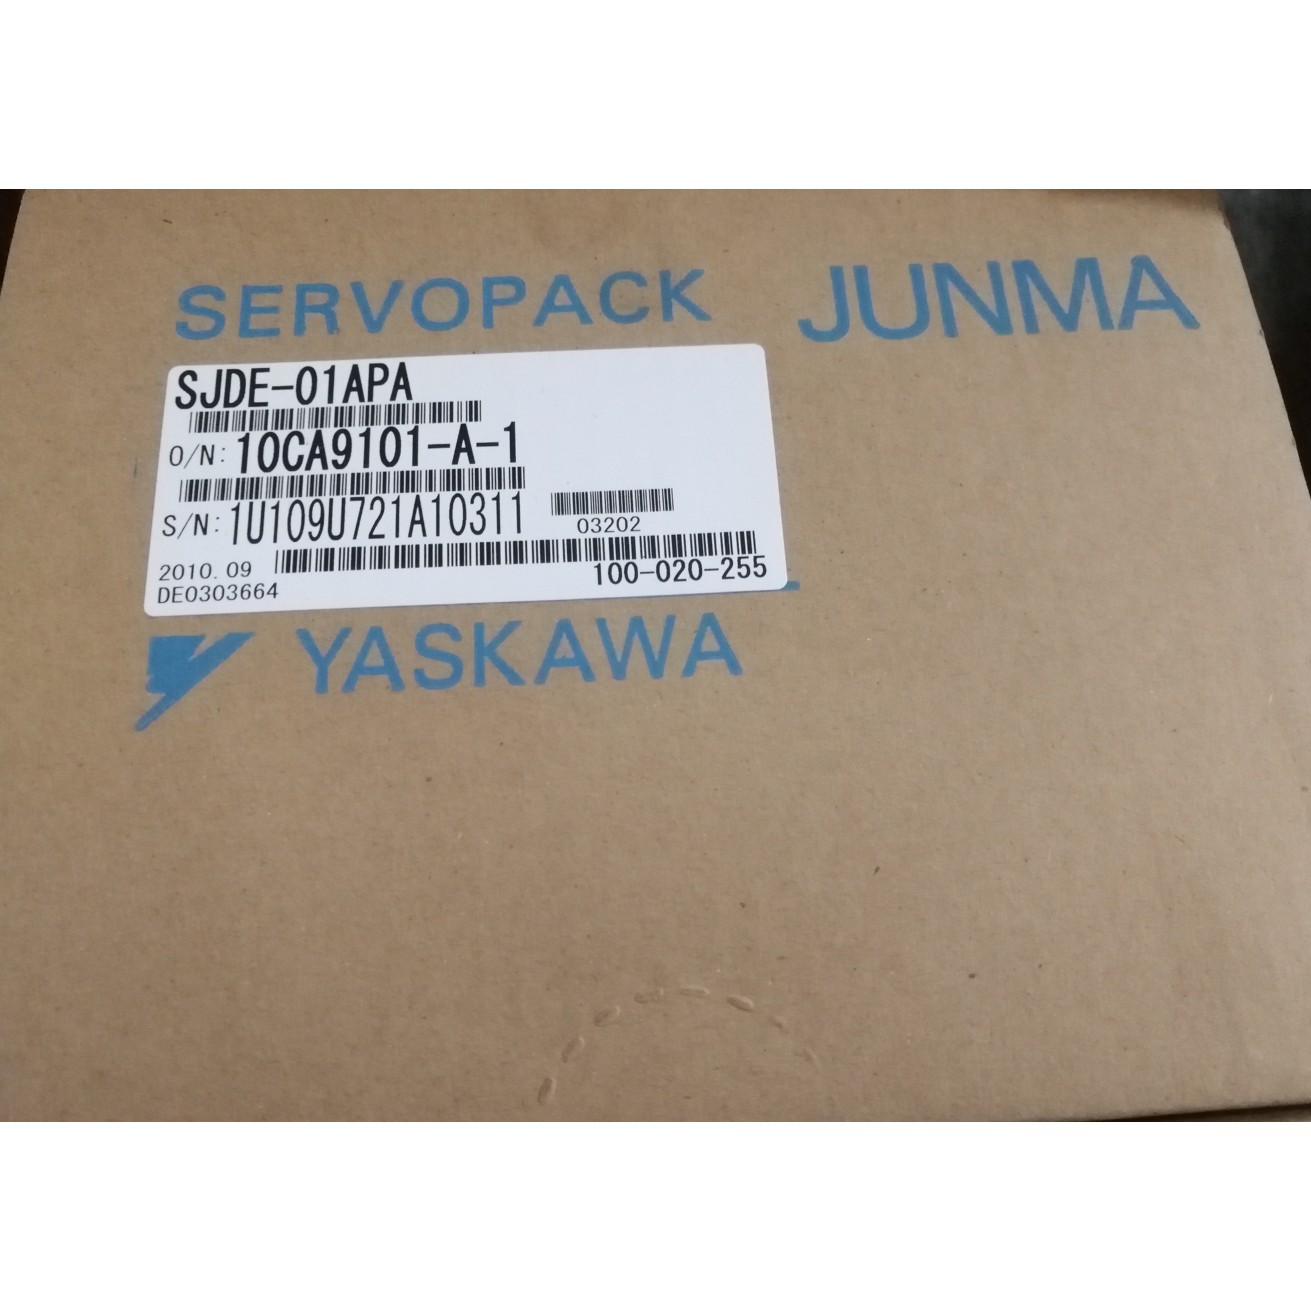 SERVOPACK JUNMA
SJDE-01APA
O/N: 10CA9101-A-1
S/N: 1U109U721A10311
03202
2010.09
100-020-255
DE0303664
YASKAWA